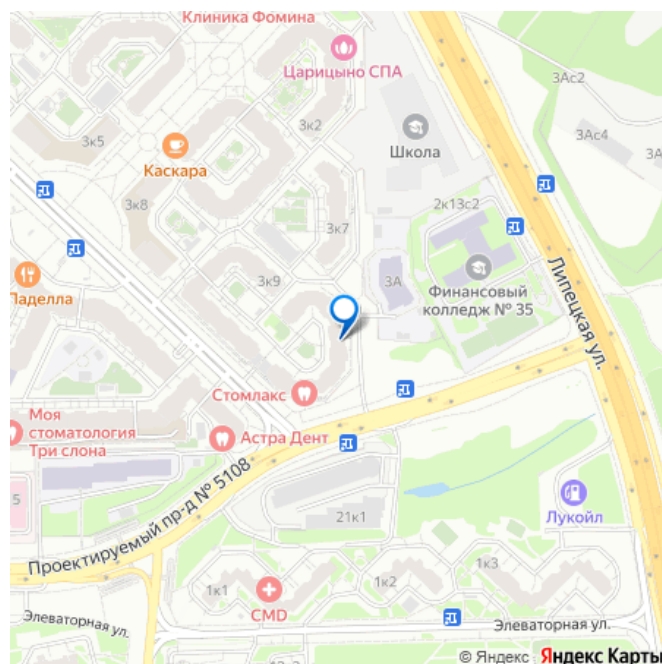 Клиника Фомина
Царицыно СПА
3Ас2
3к5
3к2
Школа
3Ас4
3А
Каскара
3к8
2к13с2
3к7
3к9
3А
Финансовый
колледж № 35
Липецкая ул.
Паделла
Стомлакс
Моя
стоматология
Три слона
Астра Дент
5
21к1
Лукойл
Проектируемый пр-д № 5108
1к1
1к2
1к3
CMD
Элеваторная ул.
Элеваторная ул.
© Яндекс Яндекс Карты